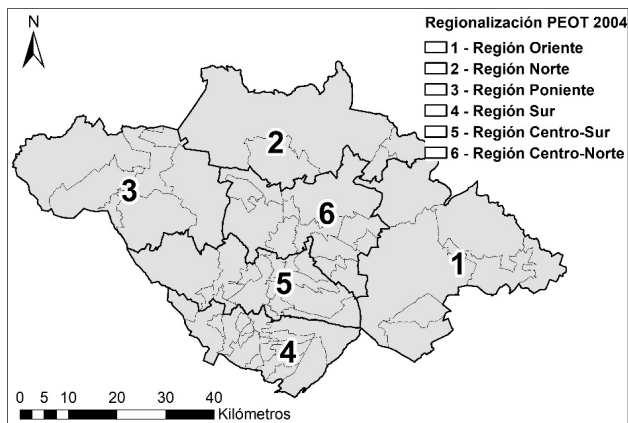 N
Regionalización PEOT 2004
1 - Región Oriente
2 - Región Norte
3 - Región Poniente
4 - Región Sur
5 - Región Centro-Sur
6 - Región Centro-Norte
2
3
6
1
5
4
0 5 10 20 30 40
Kilómetros